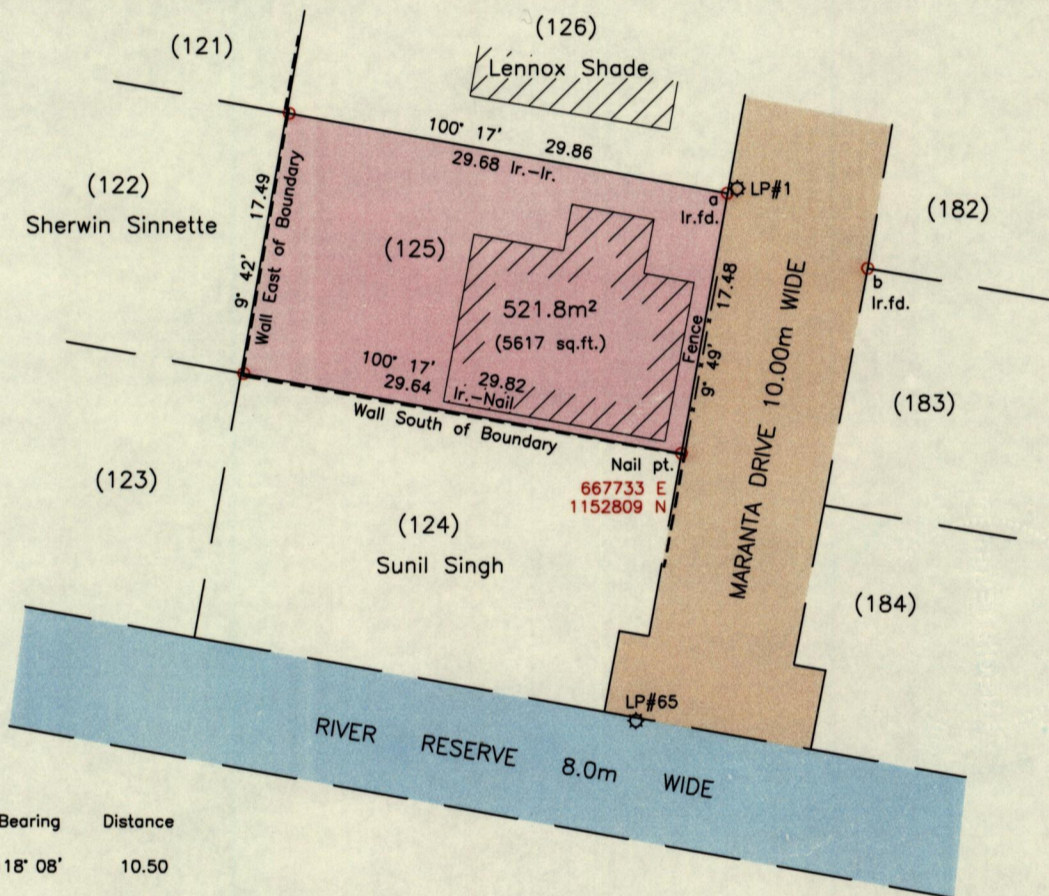 (126)
(121)
Lennox Shade
100° 17' 29.86
29.68 Ir.-Ir.
LP#1
a
Ir.fd.
(122)
Sherwin Sinnette
17.49
9° 42'
Wall East of Boundary
(125)
(182)
b
Ir.fd.
521.8m²
(5617 sq.ft.)
17.48
9° 49'
Fence
MARANTA DRIVE 10.00m WIDE
100° 17' 29.82
29.64 Ir.-Nail
Wall South of Boundary
(183)
Nail pt.
667733 E
1152809 N
(123)
(124)
Sunil Singh
(184)
LP#65
RIVER RESERVE 8.0m WIDE
Bearing Distance
18° 08' 10.50